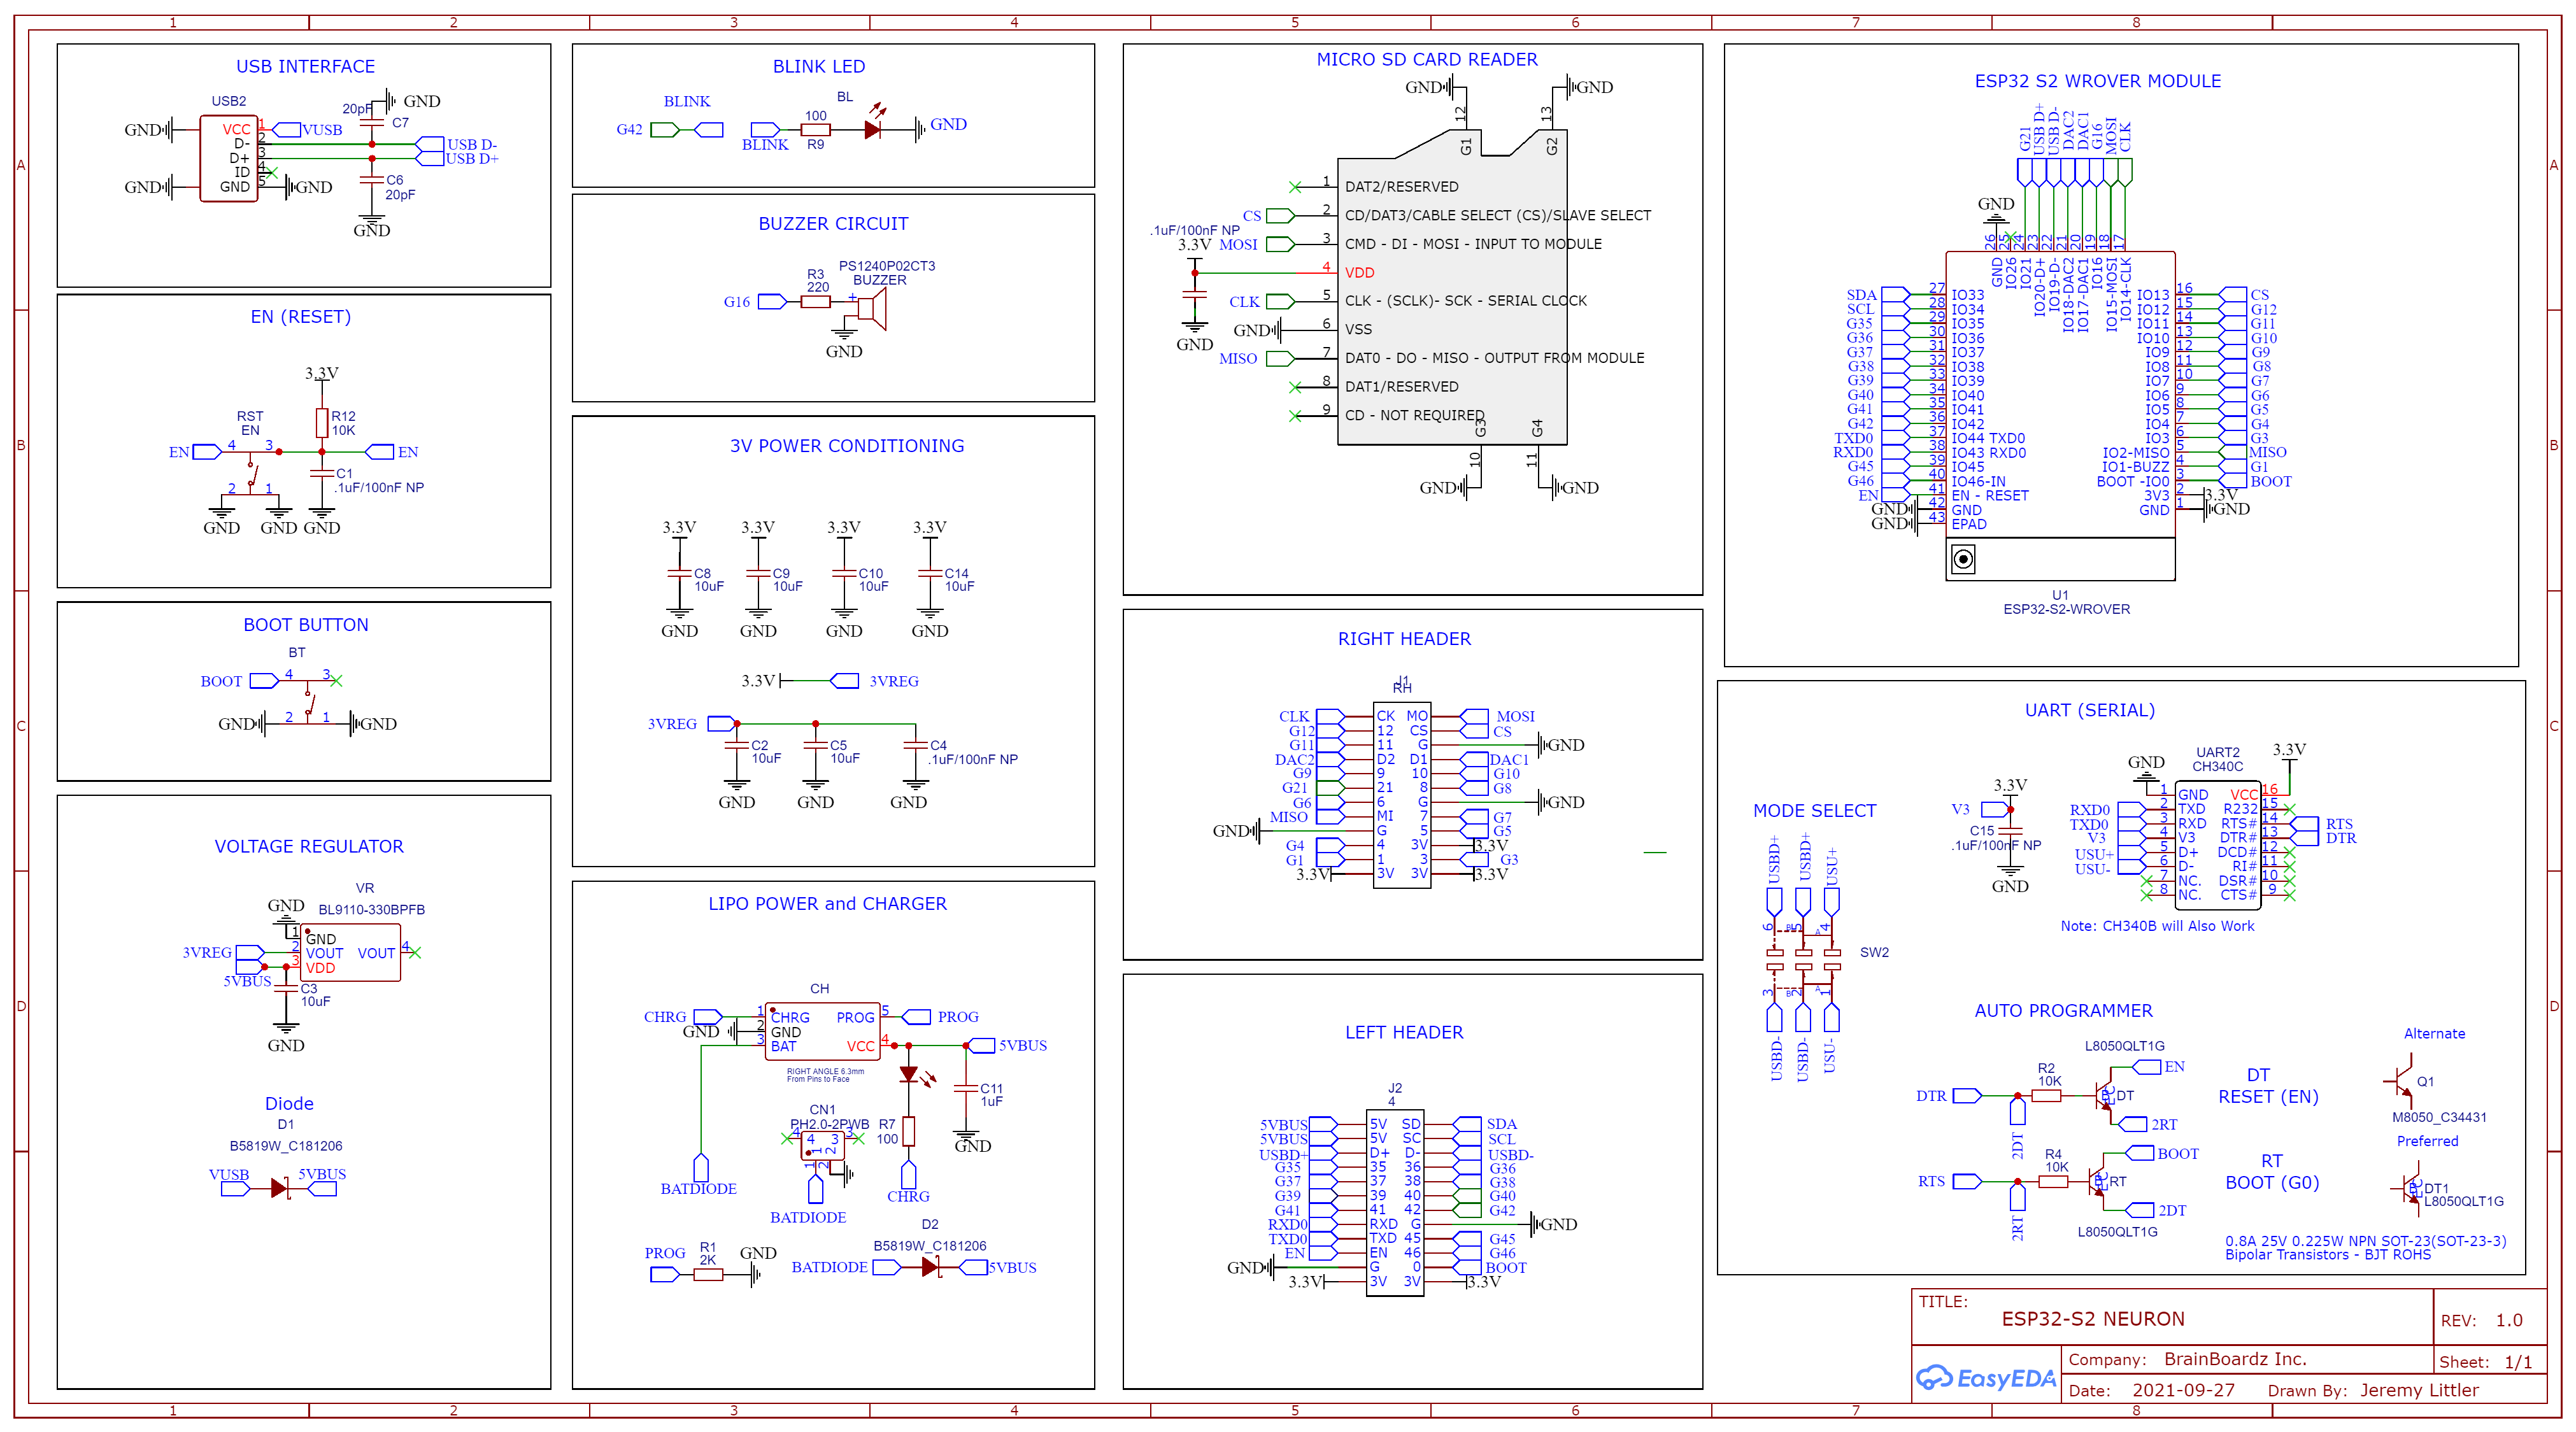 1 2 3 4 5 6 7 8
A
B
C
D
USB INTERFACE
USB2
20pF
GND
C7
GND
VCC 1 VUSB
D- 2 USB D-
D+ 3 USB D+
ID 4
GND 5 GND
GND
C6
20pF
GND
EN (RESET)
3.3V
RST
EN
R12
10K
EN 4 3 EN
C1
.1uF/100nF NP
2 1
GND GND GND
BOOT BUTTON
BT
BOOT 4 3
GND 2 1 GND
VOLTAGE REGULATOR
VR
GND
BL9110-330BPFB
1 GND
3VREG 2 VOUT VOUT 4
5VBUS 3 VDD
C3
10uF
GND
Diode
D1
B5819W_C181206
VUSB 5VBUS
BLINK LED
BLINK
BL
G42
100
R9
BLINK
GND
BUZZER CIRCUIT
PS1240P02CT3
BUZZER
R3
220
G16 +
GND
3V POWER CONDITIONING
3.3V 3.3V 3.3V 3.3V
C8 C9 C10 C14
10uF 10uF 10uF 10uF
GND GND GND GND
3.3V 3VREG
3VREG
C2 C5 C4
10uF 10uF .1uF/100nF NP
GND GND GND
LIPO POWER and CHARGER
CH
CHRG 1 CHRG PROG 5 PROG
GND 2 GND
3 BAT VCC 4 5VBUS
RIGHT ANGLE 6.3mm
From Pins to Face
C11
1uF
GND
CN1
PH2.0-2PWB
4 4 3 3
1 2
1 2
R7
100
BATDIODE
CHRG
BATDIODE
D2
B5819W_C181206
BATDIODE 5VBUS
PROG
R1
2K
GND
MICRO SD CARD READER
GND GND
12 13
G1 G2
1 DAT2/RESERVED
CS 2 CD/DAT3/CABLE SELECT (CS)/SLAVE SELECT
.1uF/100nF NP
3.3V
MOSI 3 CMD - DI - MOSI - INPUT TO MODULE
4 VDD
CLK 5 CLK - (SCLK)- SCK - SERIAL CLOCK
GND 6 VSS
GND
MISO 7 DAT0 - DO - MISO - OUTPUT FROM MODULE
8 DAT1/RESERVED
9 CD - NOT REQUIRED
G3 G4
10 11
GND GND
RIGHT HEADER
J1
RH
CLK CK MO MOSI
G12 12 CS CS
G11 11 G GND
DAC2 D2 D1 DAC1
G9 9 10 G10
G21 21 8 G8
G6 6 G GND
MISO MI 7 G7
GND G 5 G5
G4 4 3V 3.3V
G1 1 3 G3
3.3V 3V 3V 3.3V
LEFT HEADER
J2
4
5VBUS 5V SD SDA
5VBUS 5V SC SCL
USBD+ D+ D- USBD-
G35 35 36 G36
G37 37 38 G38
G39 39 40 G40
G41 41 42 G42
RXD0 RXD G GND
TXD0 TXD 45 G45
EN EN 46 G46
GND G 0 BOOT
3.3V 3V 3V 3.3V
ESP32 S2 WROVER MODULE
G21 USB D+ USB D- DAC2 DAC1 G16 MOSI CLK
GND
26 25 24 23 22 21 20 19 18 17
GND IO26 IO21 IO20-D+ IO19-D- IO18-DAC2 IO17-DAC1 IO16 IO15-MOSI IO14-CLK
SDA 27 IO33 IO13 16 CS
SCL 28 IO34 IO12 15 G12
G35 29 IO35 IO11 14 G11
G36 30 IO36 IO10 13 G10
G37 31 IO37 IO9 12 G9
G38 32 IO38 IO8 11 G8
G39 33 IO39 IO7 10 G7
G40 34 IO40 IO6 9 G6
G41 35 IO41 IO5 8 G5
G42 36 IO42 IO4 7 G4
TXD0 37 IO44 TXD0 IO3 6 G3
RXD0 38 IO43 RXD0 IO2-MISO 5 MISO
G45 39 IO45 IO1-BUZZ 4 G1
G46 40 IO46-IN BOOT -IO0 3 BOOT
EN 41 EN - RESET 3V3 2 3.3V
GND 42 GND GND 1 GND
GND 43 EPAD
U1
ESP32-S2-WROVER
UART (SERIAL)
UART2
CH340C
3.3V
GND
3.3V
V3
C15
.1uF/100nF NP
GND
1 GND VCC 16
RXD0 2 TXD R232 15
TXD0 3 RXD RTS# 14 RTS
V3 4 V3 DTR# 13 DTR
USU+ 5 D+ DCD# 12
USU- 6 D- RI# 11
7 NC. DSR# 10
8 NC. CTS# 9
Note: CH340B will Also Work
MODE SELECT
USBD+ USBD+ USU+
6 5 4
B A
SW2
3 2 1
B A
USBD- USBD- USU-
AUTO PROGRAMMER
L8050QLT1G
R2
10K
EN
DTR
DT
2RT
2DT
DT
RESET (EN)
R4
10K
BOOT
RTS
RT
2DT
2RT
L8050QLT1G
RT
BOOT (G0)
Alternate
Q1
M8050_C34431
Preferred
DT1
L8050QLT1G
0.8A 25V 0.225W NPN SOT-23(SOT-23-3)
Bipolar Transistors - BJT ROHS
TITLE:
ESP32-S2 NEURON
REV: 1.0
EasyEDA
Company: BrainBoardz Inc.
Sheet: 1/1
Date: 2021-09-27 Drawn By: Jeremy Littler
A
B
C
D
1 2 3 4 5 6 7 8